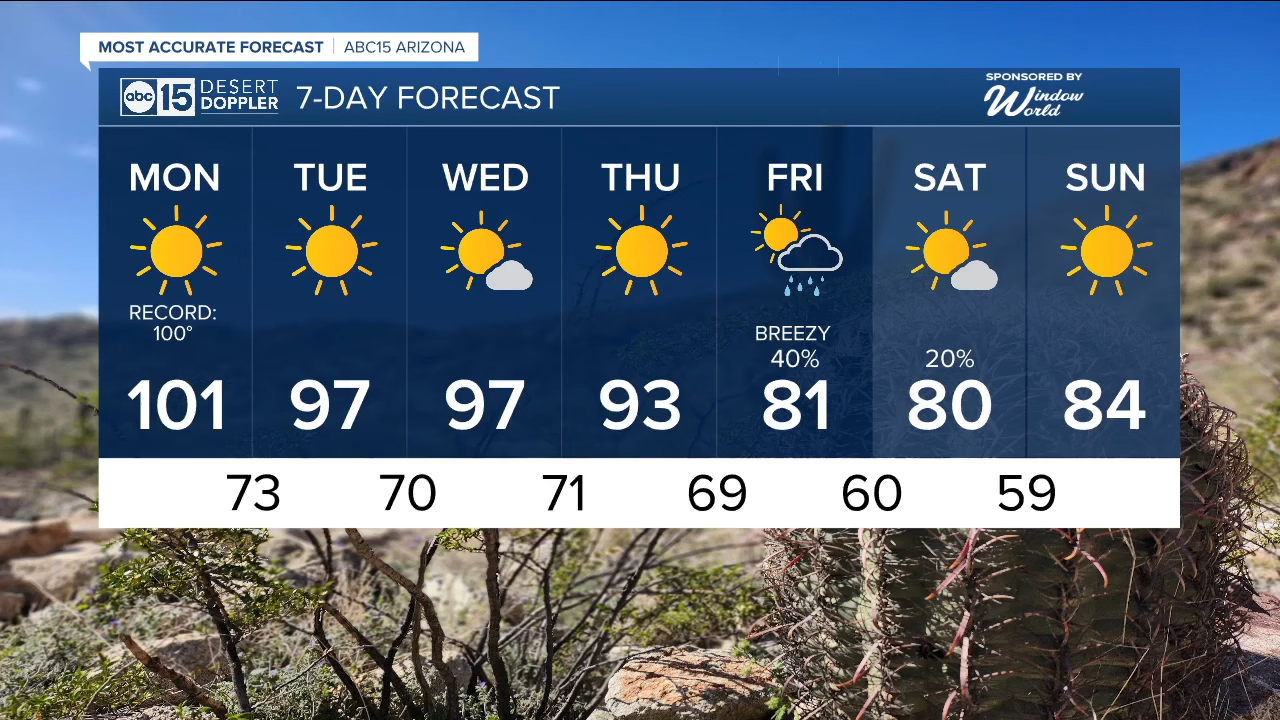 MOST ACCURATE FORECAST | ABC15 ARIZONA
abc 15 DESERT DOPPLER 7-DAY FORECAST
SPONSORED BY
Window World
MON TUE WED THU FRI SAT SUN
RECORD:
100°
BREEZY
40% 20%
101 97 97 93 81 80 84
73 70 71 69 60 59